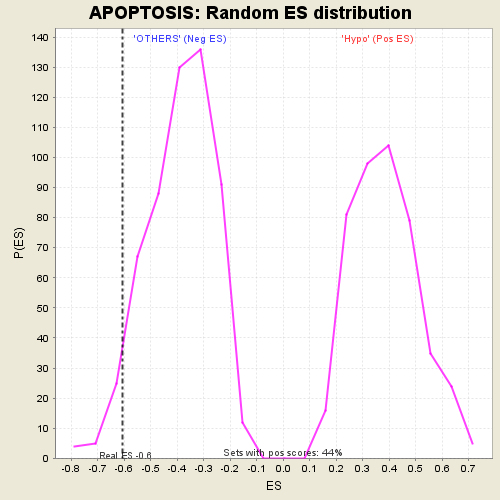 APOPTOSIS: Random ES distribution
'OTHERS' (Neg ES)
'Hypo' (Pos ES)
140
130
120
110
100
90
80
70
60
50
40
30
20
10
0
P(ES)
Real ES -0.6
Sets with pos scores: 44%
-0.8 -0.7 -0.6 -0.5 -0.4 -0.3 -0.2 -0.1 0.0 0.1 0.2 0.3 0.4 0.5 0.6 0.7
ES